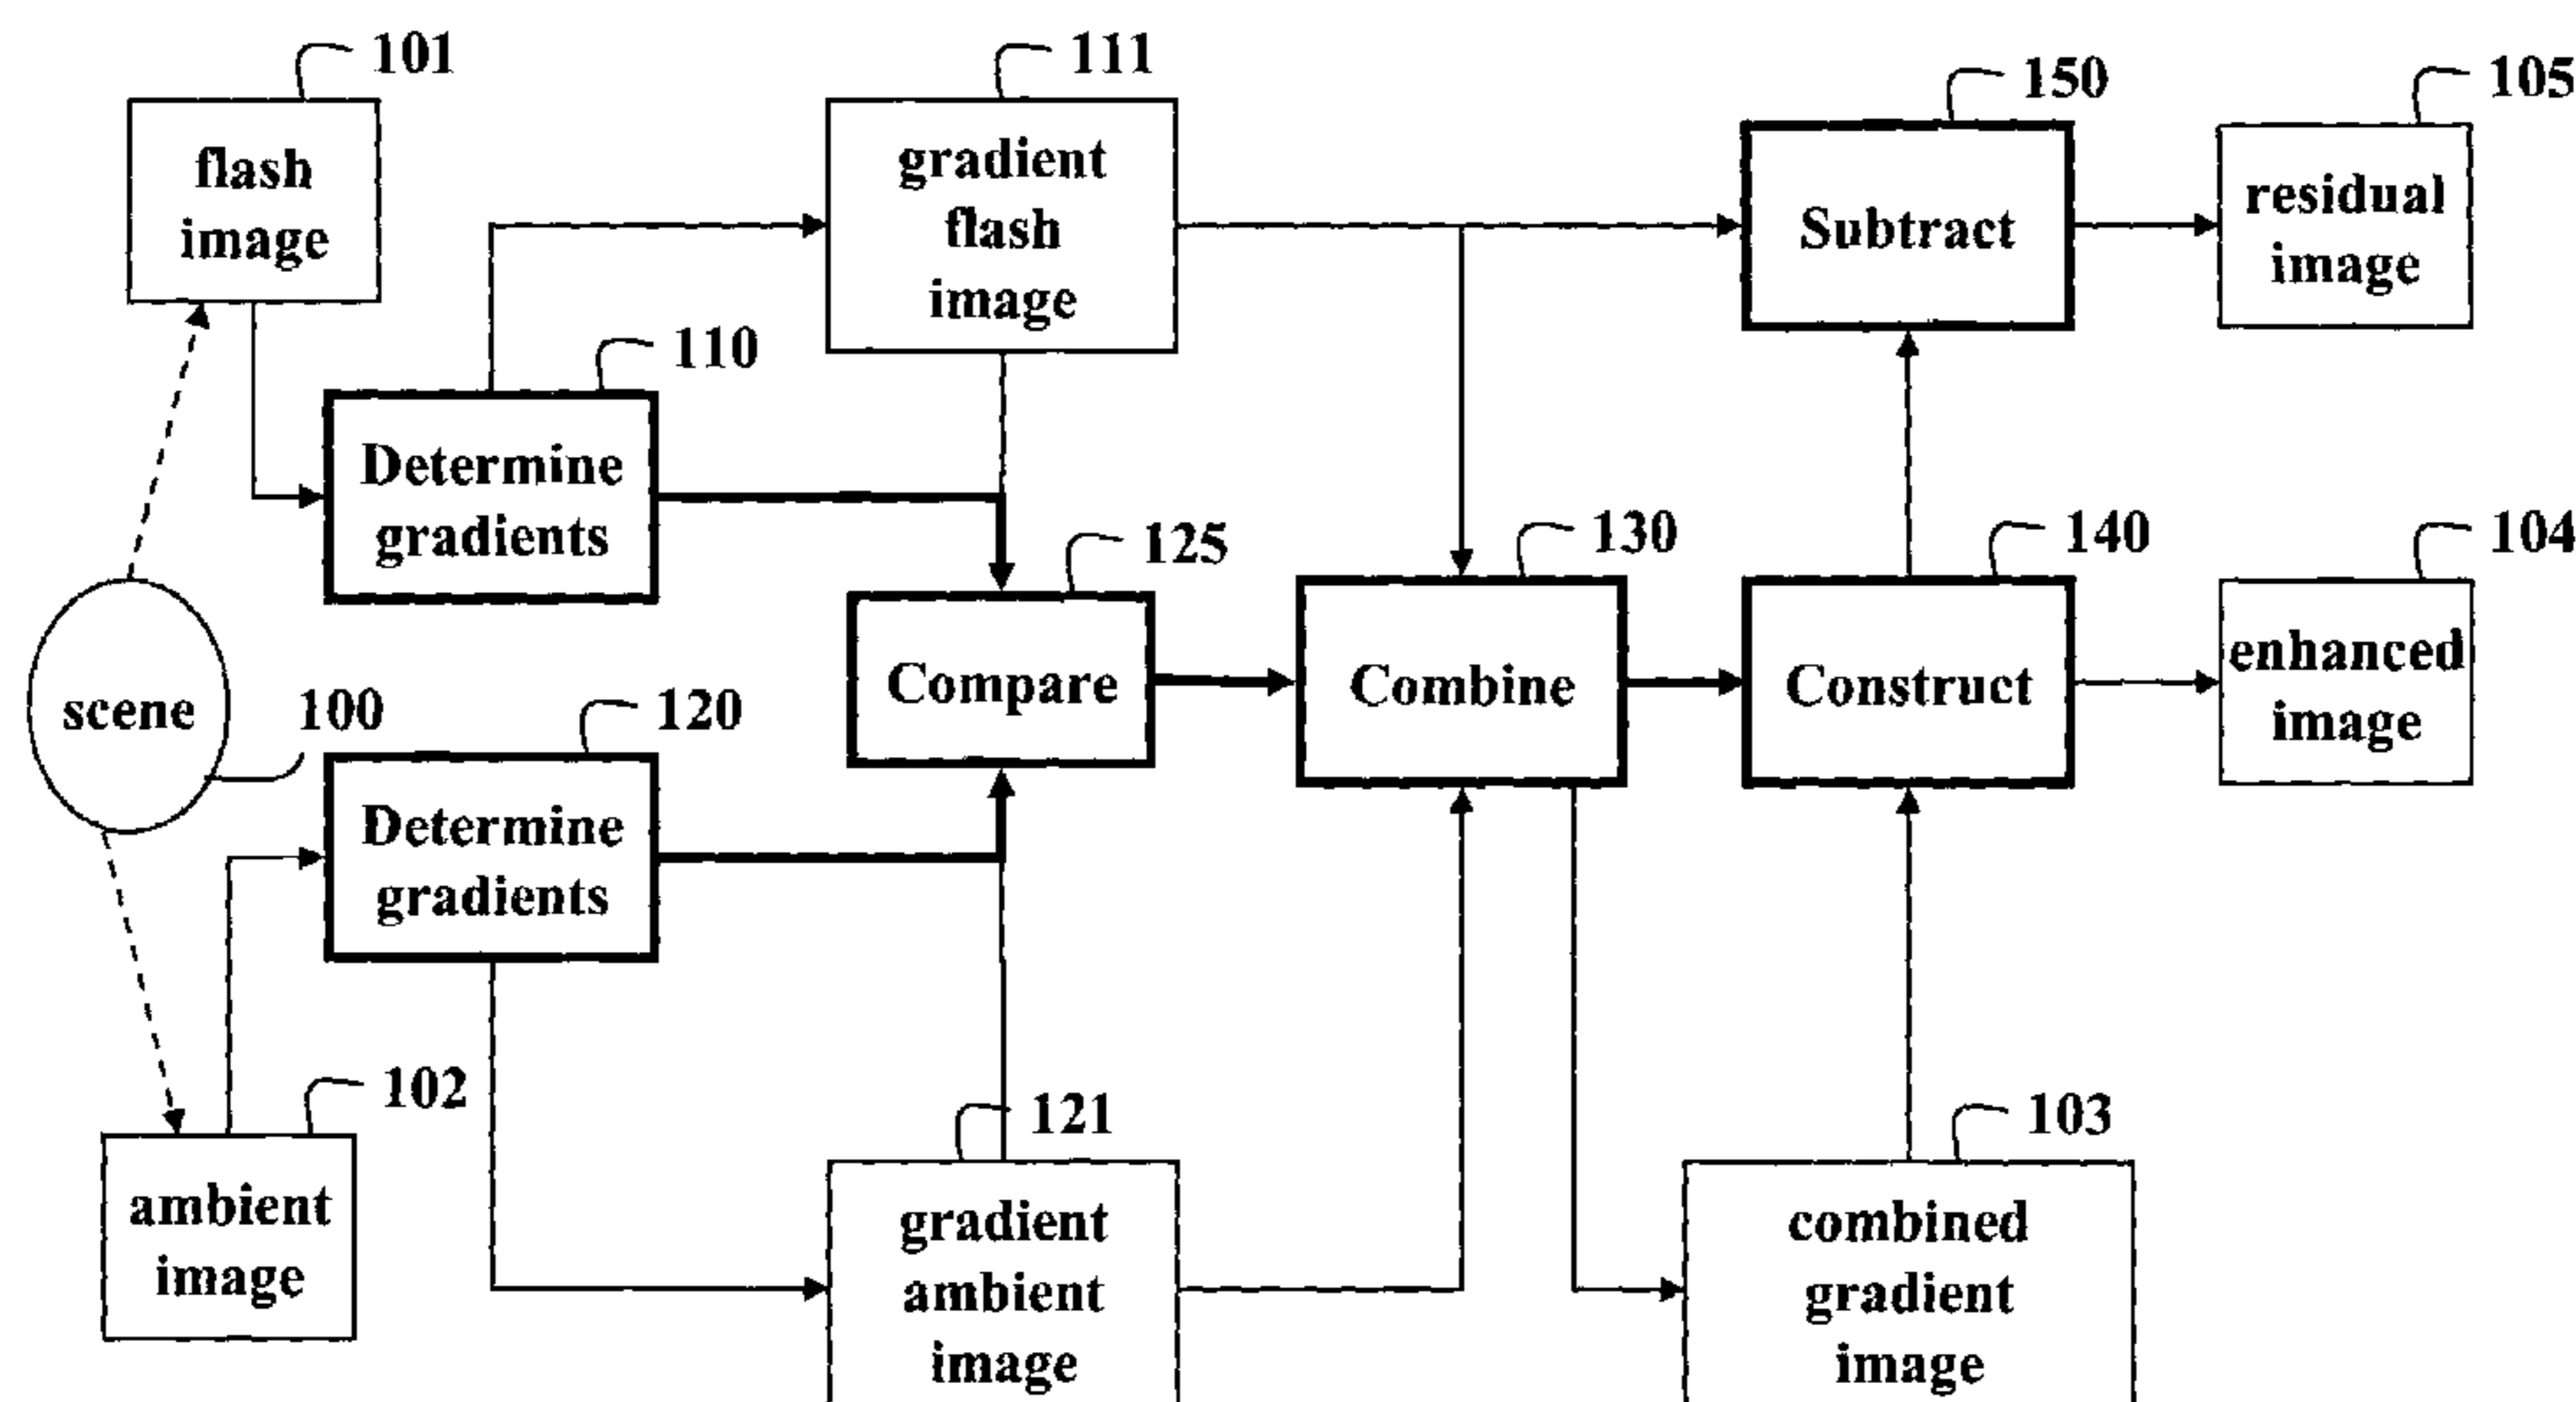 101
flash
image
111
gradient
flash
image
150
Subtract
105
residual
image
110
Determine
gradients
125
Compare
130
Combine
140
Construct
104
enhanced
image
scene
100
120
Determine
gradients
102
ambient
image
121
gradient
ambient
image
103
combined
gradient
image